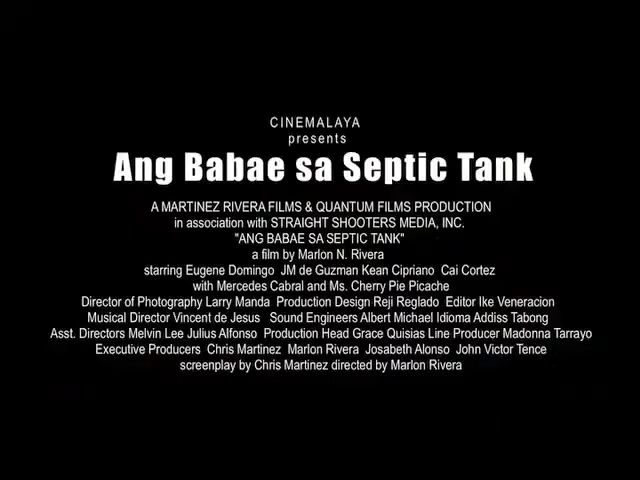 CINEMALAYA
presents
Ang Babae sa Septic Tank
A MARTINEZ RIVERA FILMS & QUANTUM FILMS PRODUCTION
in association with STRAIGHT SHOOTERS MEDIA, INC.
"ANG BABAE SA SEPTIC TANK"
a film by Marlon N. Rivera
starring Eugene Domingo JM de Guzman Kean Cipriano Cai Cortez
with Mercedes Cabral and Ms. Cherry Pie Picache
Director of Photography Larry Manda Production Design Reji Reglado Editor Ike Veneracion
Musical Director Vincent de Jesus Sound Engineers Albert Michael Idioma Addiss Tabong
Asst. Directors Melvin Lee Julius Alfonso Production Head Grace Quisias Line Producer Madonna Tarrayo
Executive Producers Chris Martinez Marlon Rivera Josabeth Alonso John Victor Tence
screenplay by Chris Martinez directed by Marlon Rivera